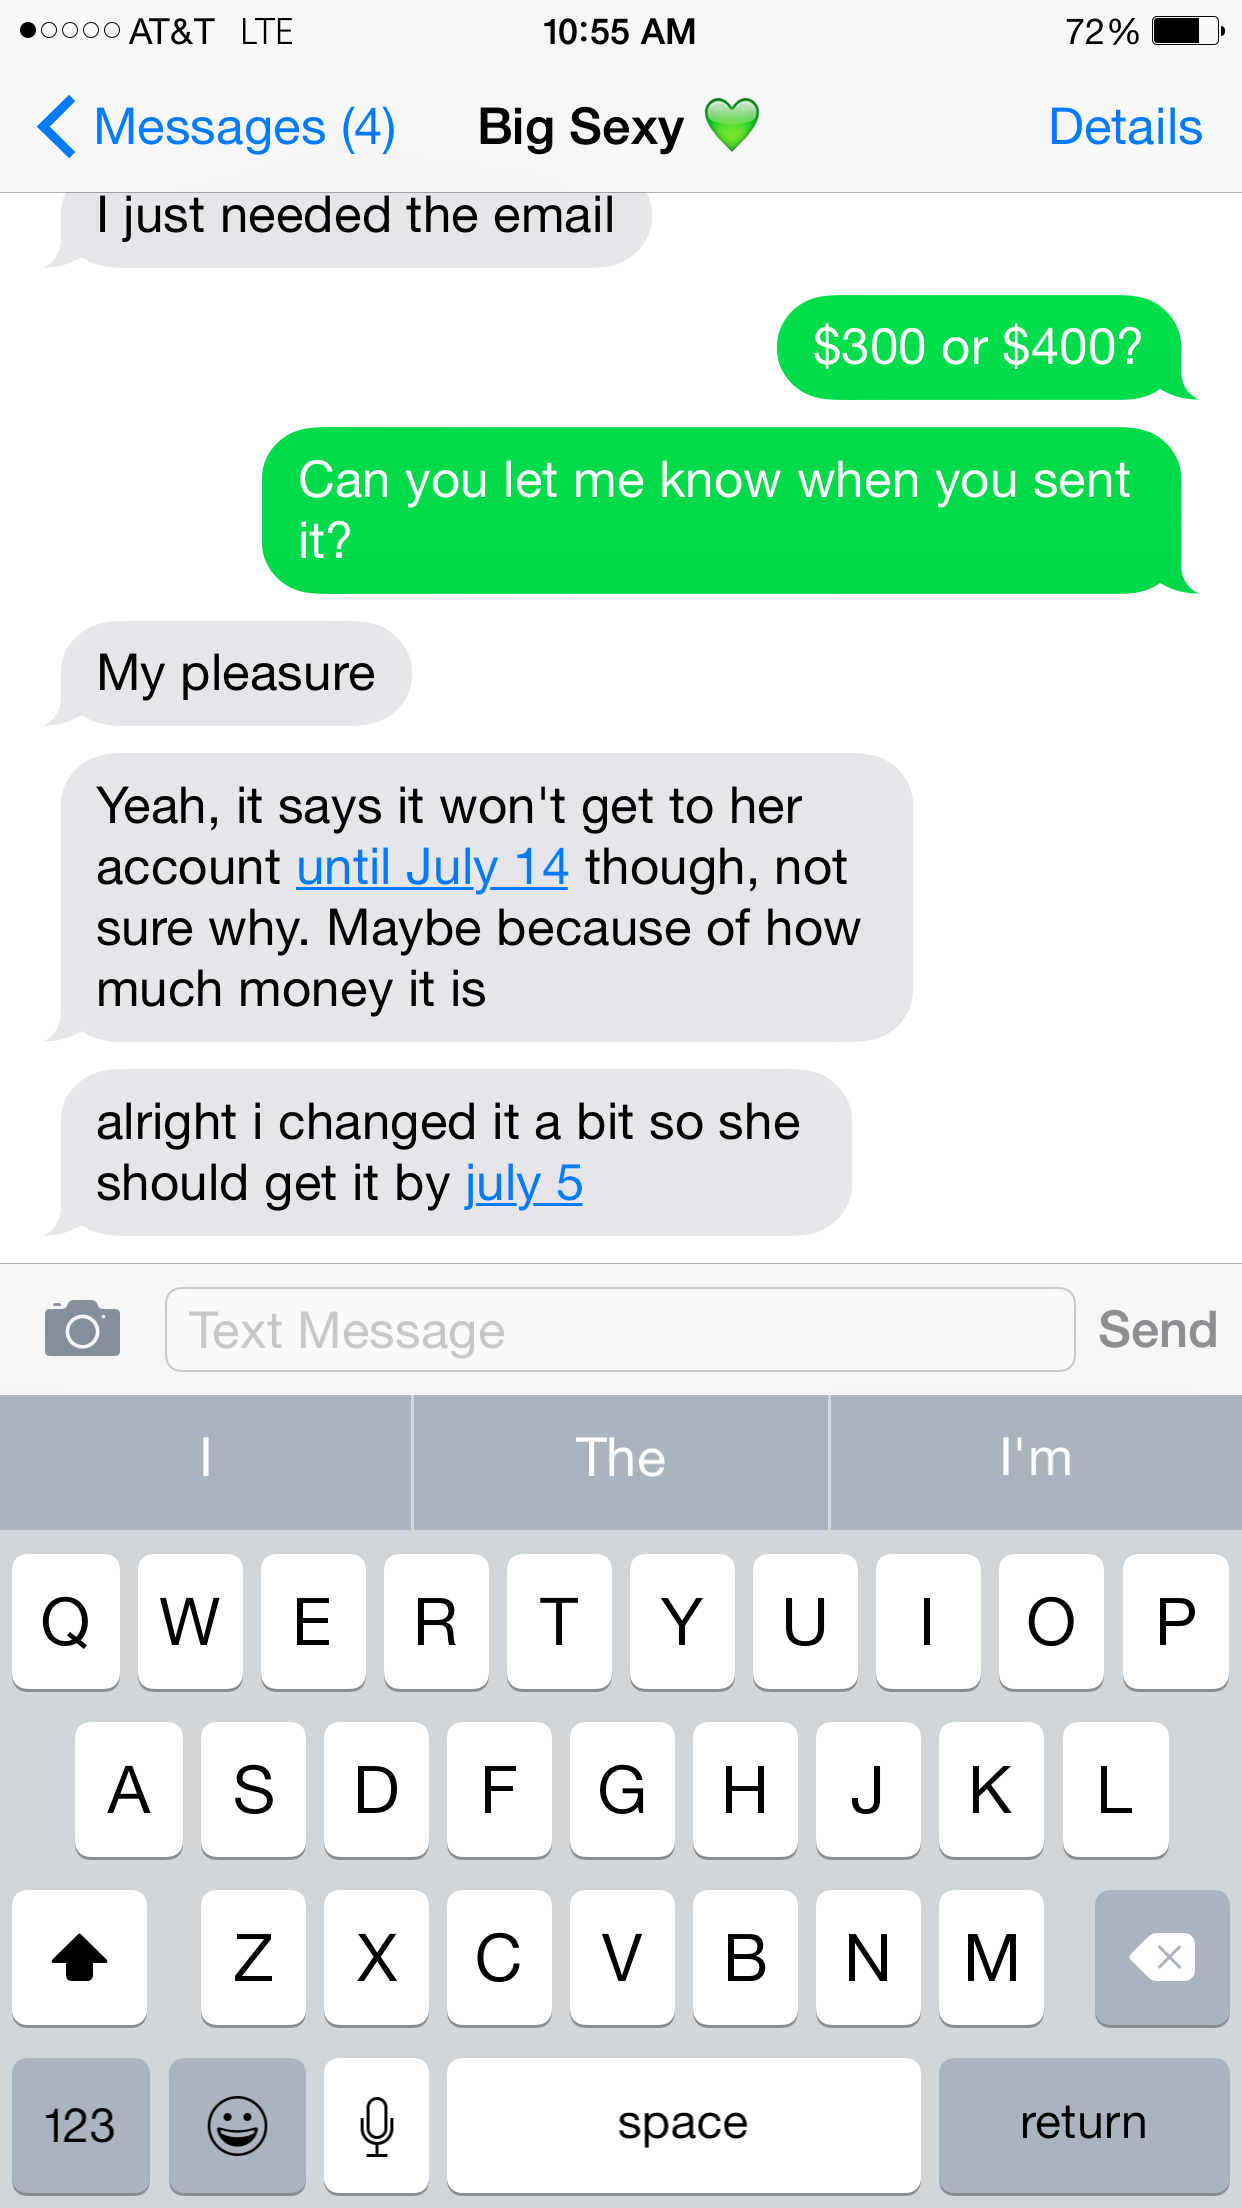 AT&T LTE 10:55 AM 72%
Messages (4) Big Sexy 💚 Details
I just needed the email
$300 or $400?
Can you let me know when you sent
it?
My pleasure
Yeah, it says it won't get to her
account until July 14 though, not
sure why. Maybe because of how
much money it is
alright i changed it a bit so she
should get it by july 5
Text Message Send
I The I'm
Q W E R T Y U I O P
A S D F G H J K L
Z X C V B N M
123 space return